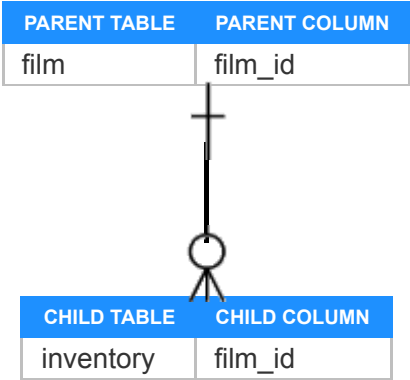 PARENT TABLE PARENT COLUMN
film film_id
CHILD TABLE CHILD COLUMN
inventory film_id